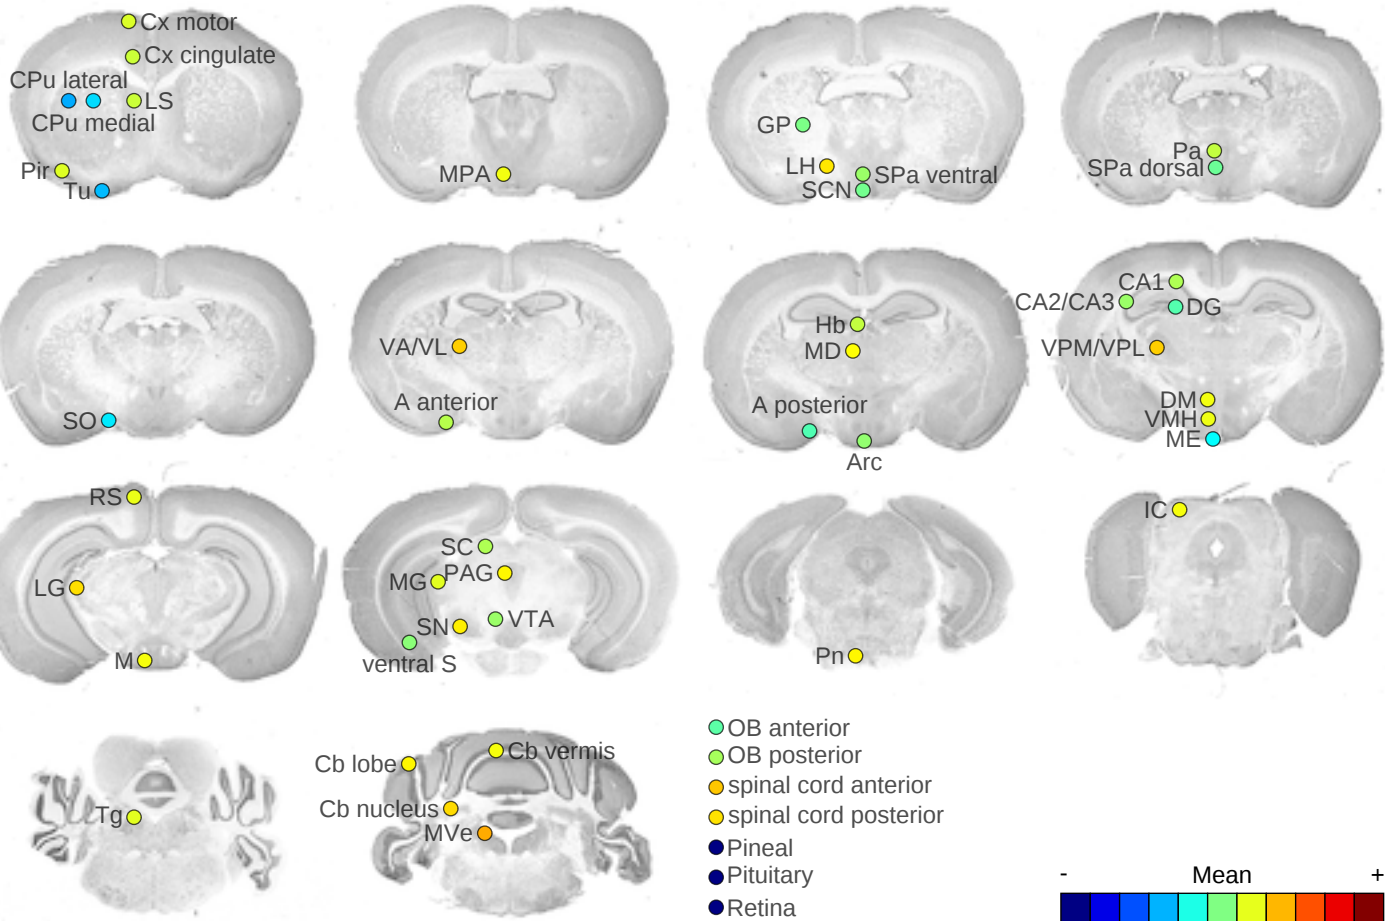 Cx motor
Cx cingulate
CPu lateral
LS
CPu medial
Pir
Tu
MPA
GP
LH
SPa ventral
SCN
Pa
SPa dorsal
SO
VA/VL
A anterior
Hb
MD
A posterior
Arc
CA1
CA2/CA3
DG
VPM/VPL
DM
VMH
ME
RS
LG
M
SC
MG
PAG
SN
VTA
ventral S
Pn
IC
Tg
Cb lobe
Cb vermis
Cb nucleus
MVe
OB anterior
OB posterior
spinal cord anterior
spinal cord posterior
Pineal
Pituitary
Retina
- Mean +